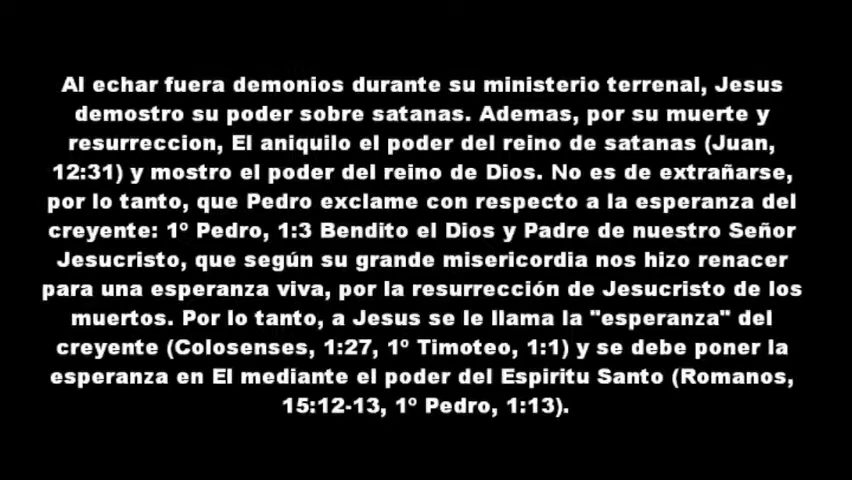 Al echar fuera demonios durante su ministerio terrenal, Jesus
demostro su poder sobre satanas. Ademas, por su muerte y
resurreccion, El aniquilo el poder del reino de satanas (Juan,
12:31) y mostro el poder del reino de Dios. No es de extrañarse,
por lo tanto, que Pedro exclame con respecto a la esperanza del
creyente: 1º Pedro, 1:3 Bendito el Dios y Padre de nuestro Señor
Jesucristo, que según su grande misericordia nos hizo renacer
para una esperanza viva, por la resurrección de Jesucristo de los
muertos. Por lo tanto, a Jesus se le llama la "esperanza" del
creyente (Colosenses, 1:27, 1º Timoteo, 1:1) y se debe poner la
esperanza en El mediante el poder del Espiritu Santo (Romanos,
15:12-13, 1º Pedro, 1:13).